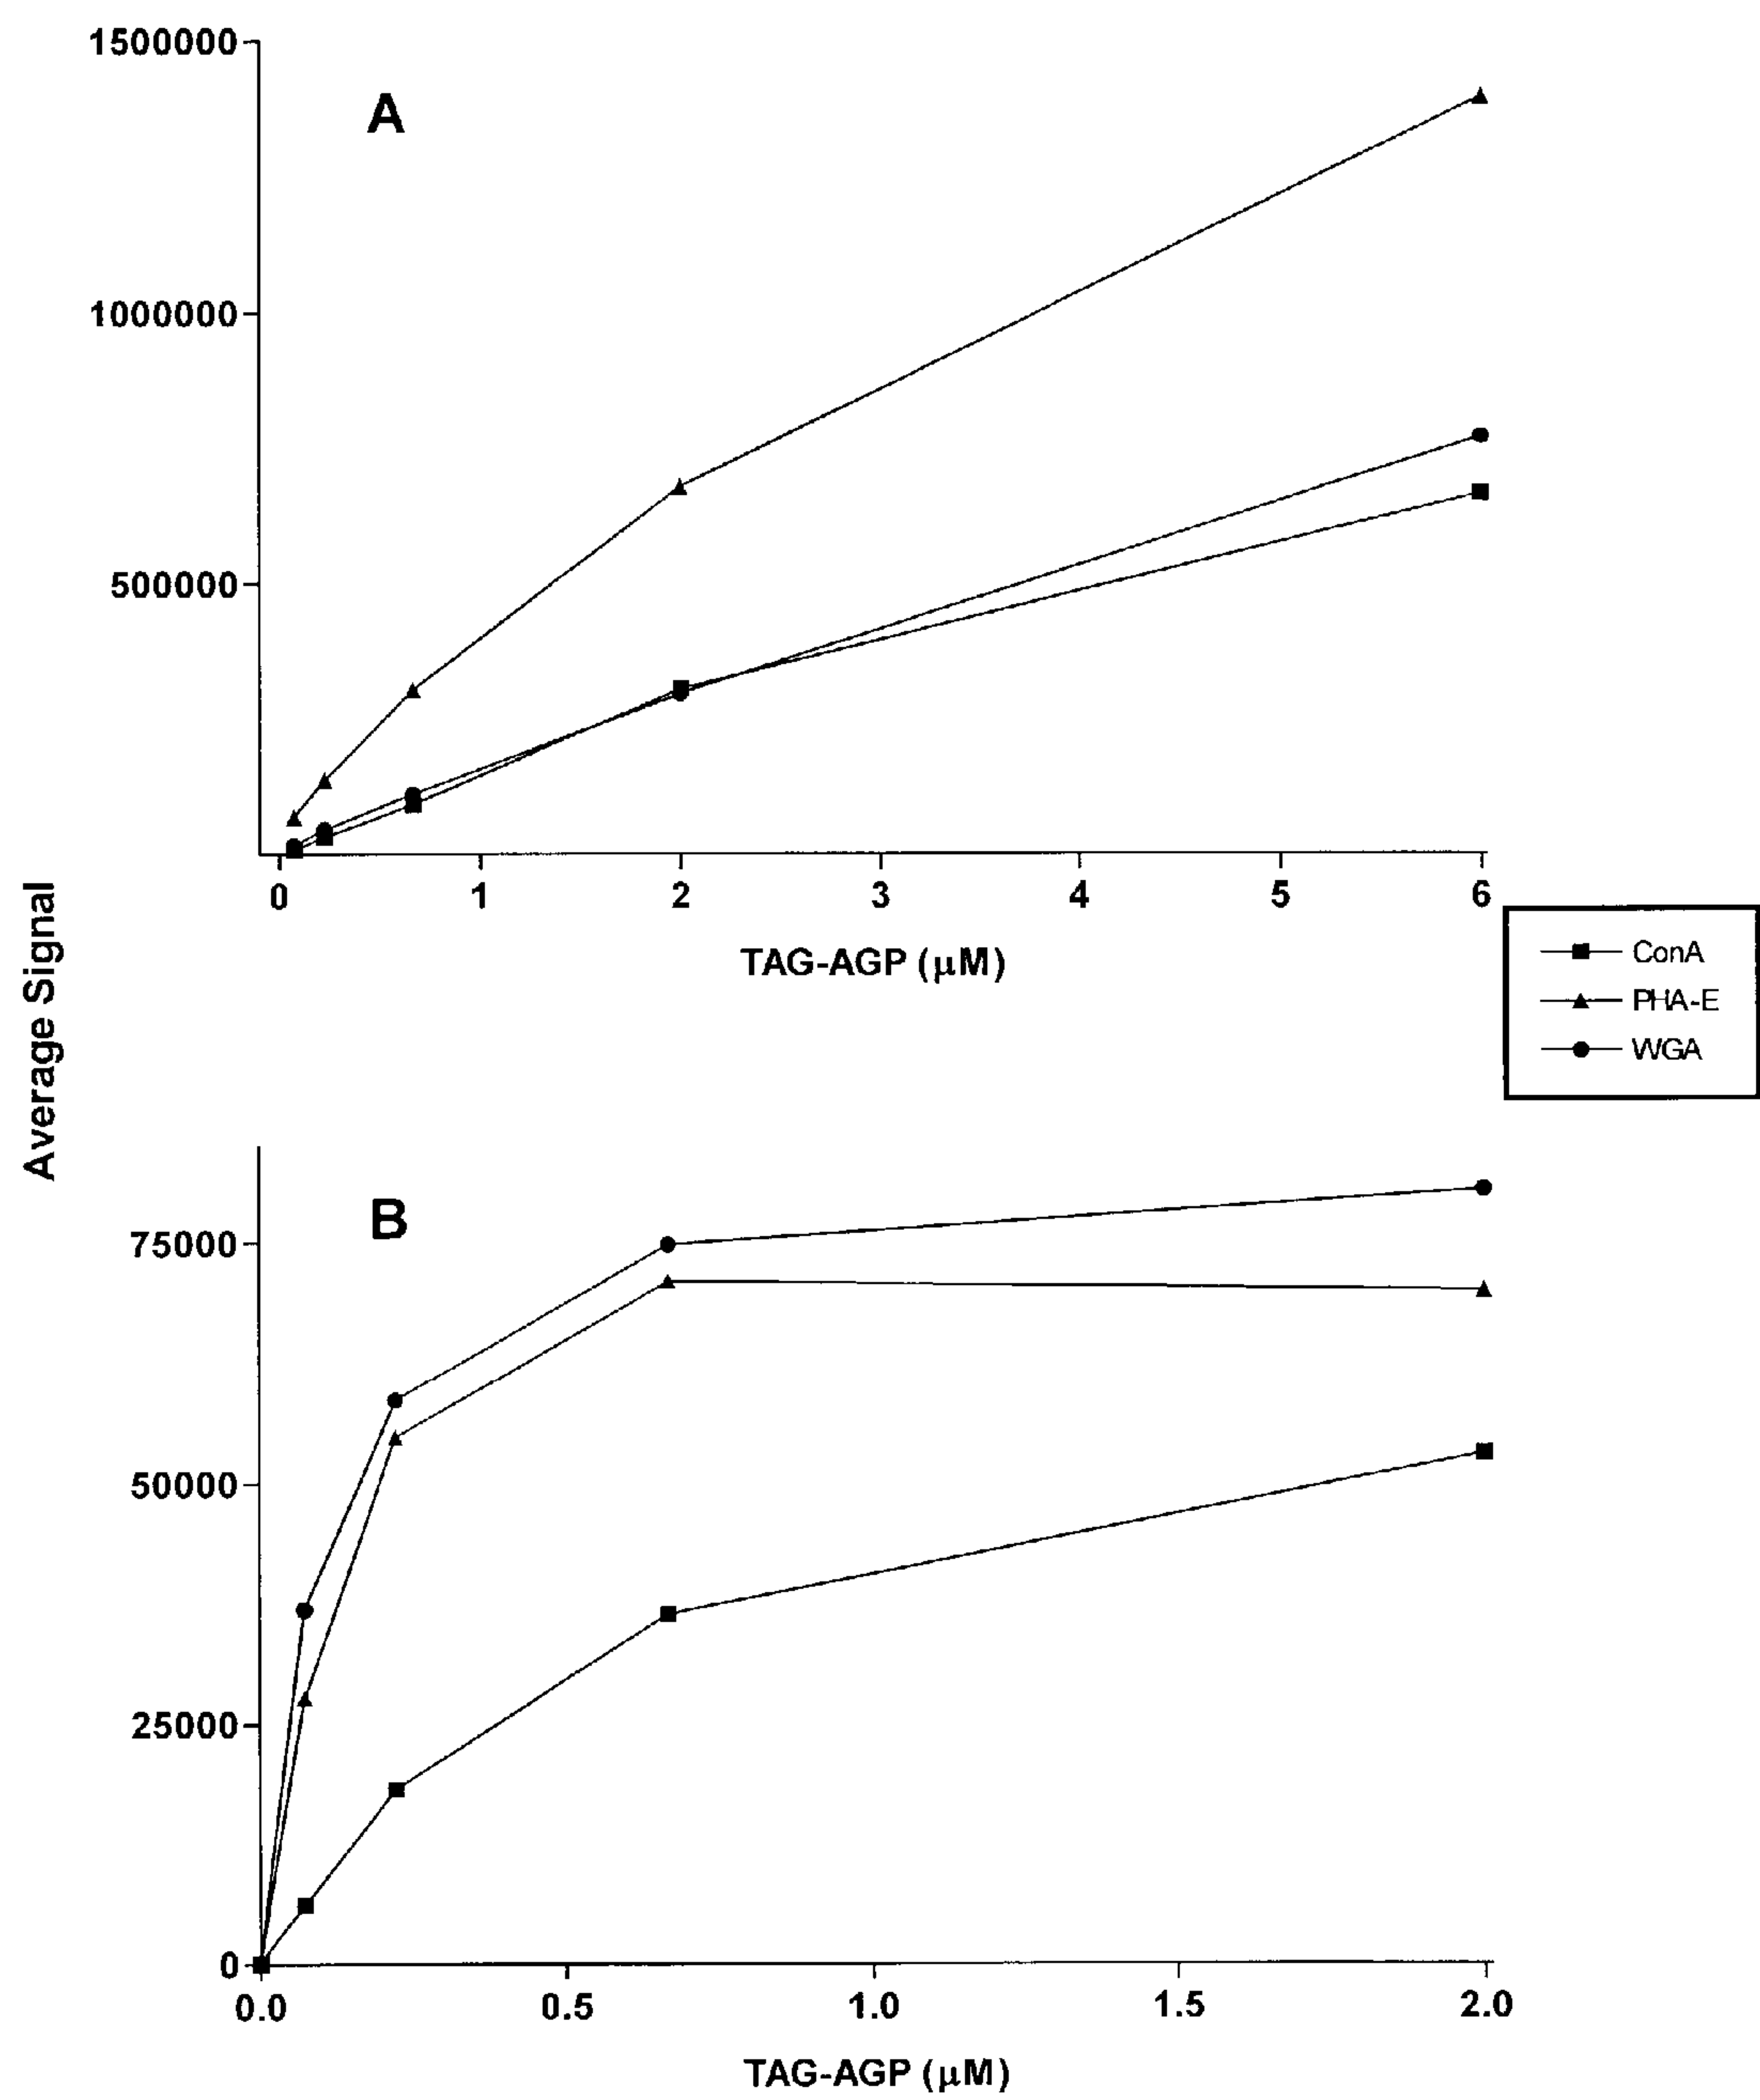 1500000
A
1000000
500000
0 1 2 3 4 5 6
TAG-AGP (μM)
Average Signal
ConA
PHA-E
WGA
B
75000
50000
25000
0
0.0 0.5 1.0 1.5 2.0
TAG-AGP (μM)